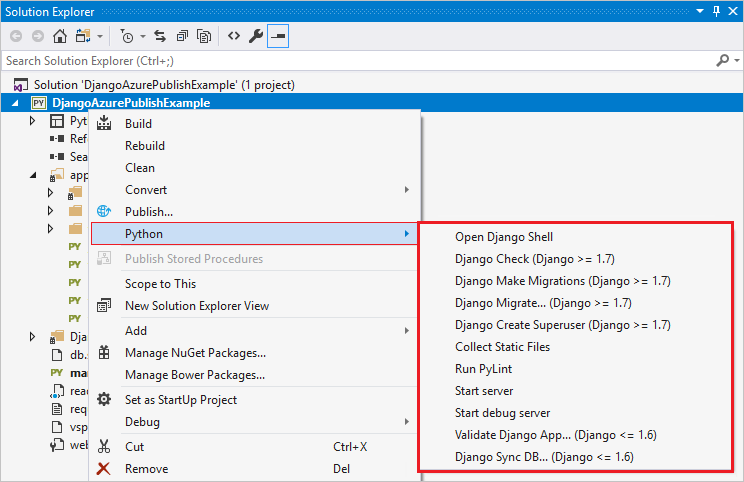 Solution Explorer
Search Solution Explorer (Ctrl+;)
Solution 'DjangoAzurePublishExample' (1 project)
PY DjangoAzurePublishExample
Pyt
Refe
Sea
app
PY
PY
PY
PY
Dja
db.s
PY ma
read
req
vsp
web
Build
Rebuild
Clean
Convert
Publish...
Python
Publish Stored Procedures
Scope to This
New Solution Explorer View
Add
Manage NuGet Packages...
Manage Bower Packages...
Set as StartUp Project
Debug
Cut Ctrl+X
Remove Del
Open Django Shell
Django Check (Django >= 1.7)
Django Make Migrations (Django >= 1.7)
Django Migrate... (Django >= 1.7)
Django Create Superuser (Django >= 1.7)
Collect Static Files
Run PyLint
Start server
Start debug server
Validate Django App... (Django <= 1.6)
Django Sync DB... (Django <= 1.6)